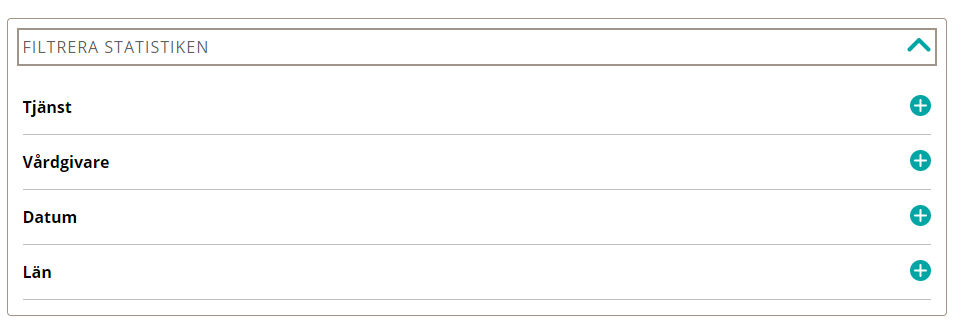 FILTRERA STATISTIKEN
Tjänst
Vårdgivare
Datum
Län